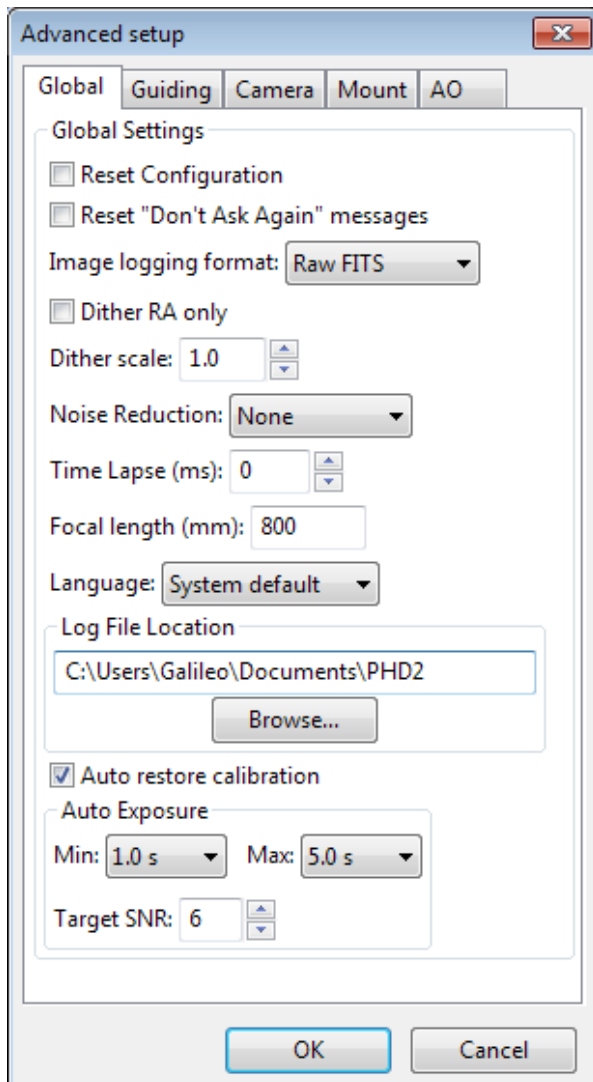 Advanced setup
Global Guiding Camera Mount AO
Global Settings
Reset Configuration
Reset "Don't Ask Again" messages
Image logging format: Raw FITS
Dither RA only
Dither scale: 1.0
Noise Reduction: None
Time Lapse (ms): 0
Focal length (mm): 800
Language: System default
Log File Location
C:\Users\Galileo\Documents\PHD2
Browse...
Auto restore calibration
Auto Exposure
Min: 1.0 s Max: 5.0 s
Target SNR: 6
OK Cancel